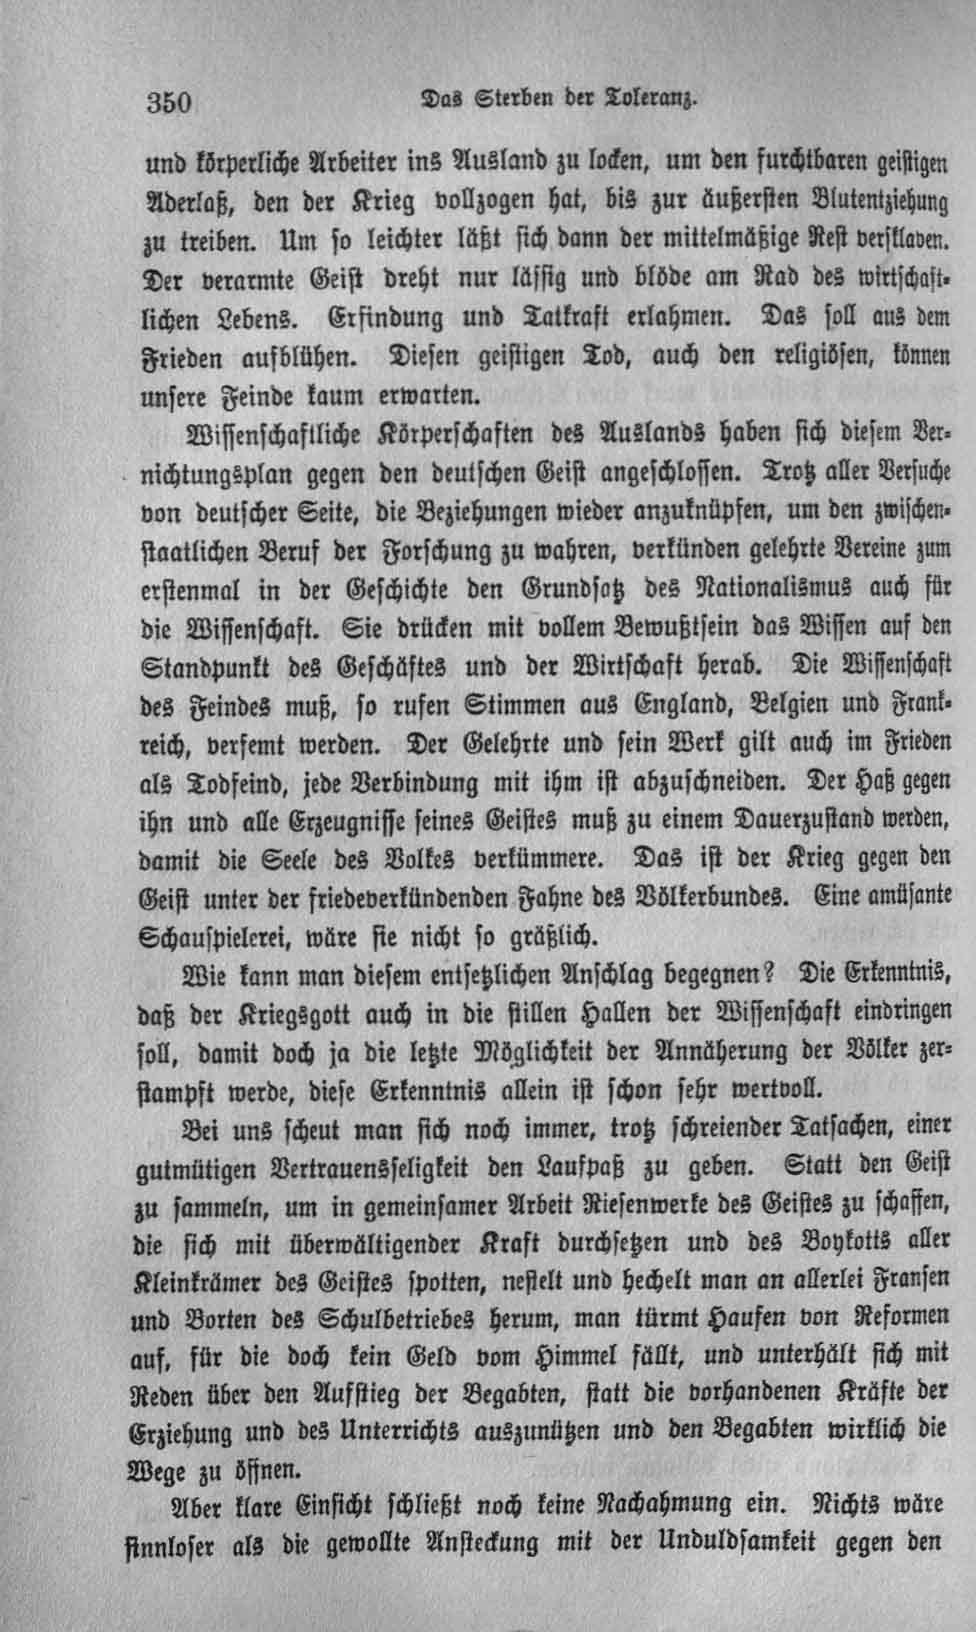 350
Das Sterben der Toleranz.
und körperliche Arbeiter ins Ausland zu locken, um den furchtbaren geistigen
Aderlaß, den der Krieg vollzogen hat, bis zur äußersten Blutentziehung
zu treiben. Um so leichter läßt sich dann der mittelmäßige Rest versklaven.
Der verarmte Geist dreht nur lässig und blöde am Rad des wirtschaft-
lichen Lebens. Erfindung und Tatkraft erlahmen. Das soll aus dem
Frieden aufblühen. Diesen geistigen Tod, auch den religiösen, können
unsere Feinde kaum erwarten.
Wissenschaftliche Körperschaften des Auslands haben sich diesem Ver-
nichtungsplan gegen den deutschen Geist angeschlossen. Trotz aller Versuche
von deutscher Seite, die Beziehungen wieder anzuknüpfen, um den zwischen-
staatlichen Beruf der Forschung zu wahren, verkünden gelehrte Vereine zum
erstenmal in der Geschichte den Grundsatz des Nationalismus auch für
die Wissenschaft. Sie drücken mit vollem Bewußtsein das Wissen auf den
Standpunkt des Geschäftes und der Wirtschaft herab. Die Wissenschaft
des Feindes muß, so rufen Stimmen aus England, Belgien und Frank-
reich, verfemt werden. Der Gelehrte und sein Werk gilt auch im Frieden
als Todfeind, jede Verbindung mit ihm ist abzuschneiden. Der Haß gegen
ihn und alle Erzeugnisse seines Geistes muß zu einem Dauerzustand werden,
damit die Seele des Volkes verkümmere. Das ist der Krieg gegen den
Geist unter der friedeverkündenden Fahne des Völkerbundes. Eine amüsante
Schauspielerei, wäre sie nicht so gräßlich.
Wie kann man diesem entsetzlichen Anschlag begegnen? Die Erkenntnis,
daß der Kriegsgott auch in die stillen Hallen der Wissenschaft eindringen
soll, damit doch ja die letzte Möglichkeit der Annäherung der Völker zer-
stampft werde, diese Erkenntnis allein ist schon sehr wertvoll.
Bei uns scheut man sich noch immer, trotz schreiender Tatsachen, einer
gutmütigen Vertrauensseligkeit den Laufpaß zu geben. Statt den Geist
zu sammeln, um in gemeinsamer Arbeit Riesenwerke des Geistes zu schaffen,
die sich mit überwältigender Kraft durchsetzen und des Boykotts aller
Kleinkrämer des Geistes spotten, nestelt und hechelt man an allerlei Fransen
und Borten des Schulbetriebes herum, man türmt Haufen von Reformen
auf, für die doch kein Geld vom Himmel fällt, und unterhält sich mit
Reden über den Aufstieg der Begabten, statt die vorhandenen Kräfte der
Erziehung und des Unterrichts auszunützen und den Begabten wirklich die
Wege zu öffnen.
Aber klare Einsicht schließt noch keine Nachahmung ein. Nichts wäre
sinnloser als die gewollte Ansteckung mit der Unduldsamkeit gegen den